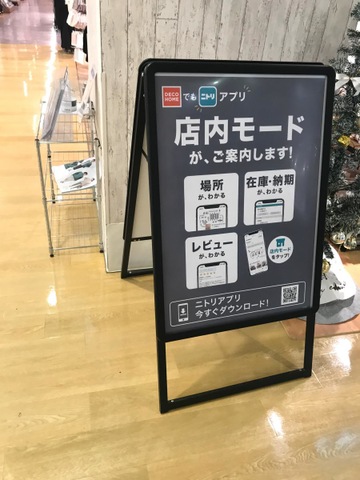 DECO HOME でも ニトリ アプリ
店内モード
が、ご案内します!
場所
が、わかる
在庫・納期
が、わかる
レビュー
が、わかる
店内モード
をタップ!
ニトリアプリ
今すぐダウンロード!